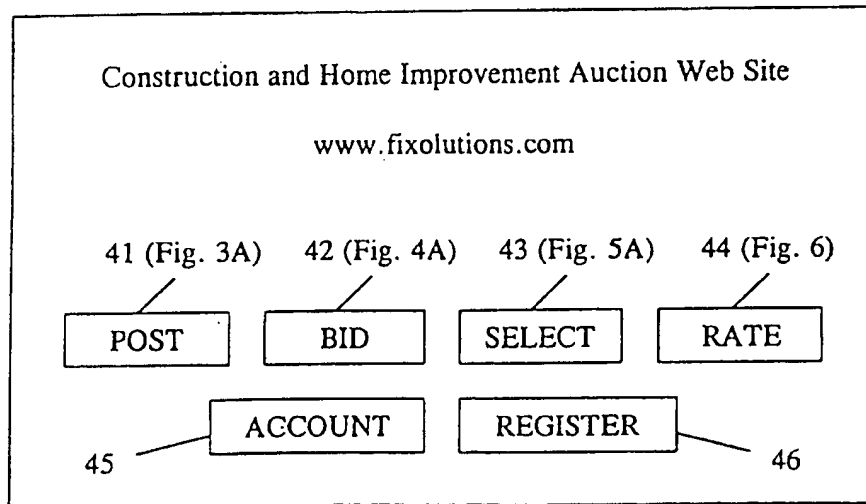 Construction and Home Improvement Auction Web Site
www.fixolutions.com
41 (Fig. 3A) 42 (Fig. 4A) 43 (Fig. 5A) 44 (Fig. 6)
POST BID SELECT RATE
ACCOUNT REGISTER
45 46